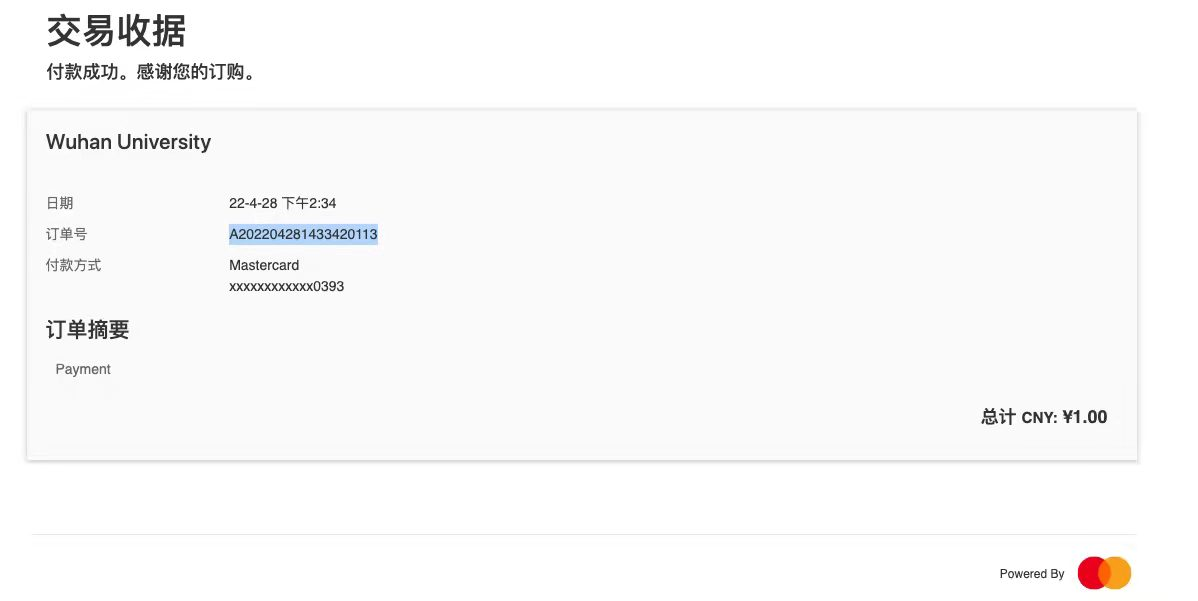 交易收据
付款成功。感谢您的订购。
Wuhan University
日期 22-4-28 下午2:34
订单号 A202204281433420113
付款方式 Mastercard
xxxxxxxxxxxx0393
订单摘要
Payment
总计 CNY: ¥1.00
Powered By